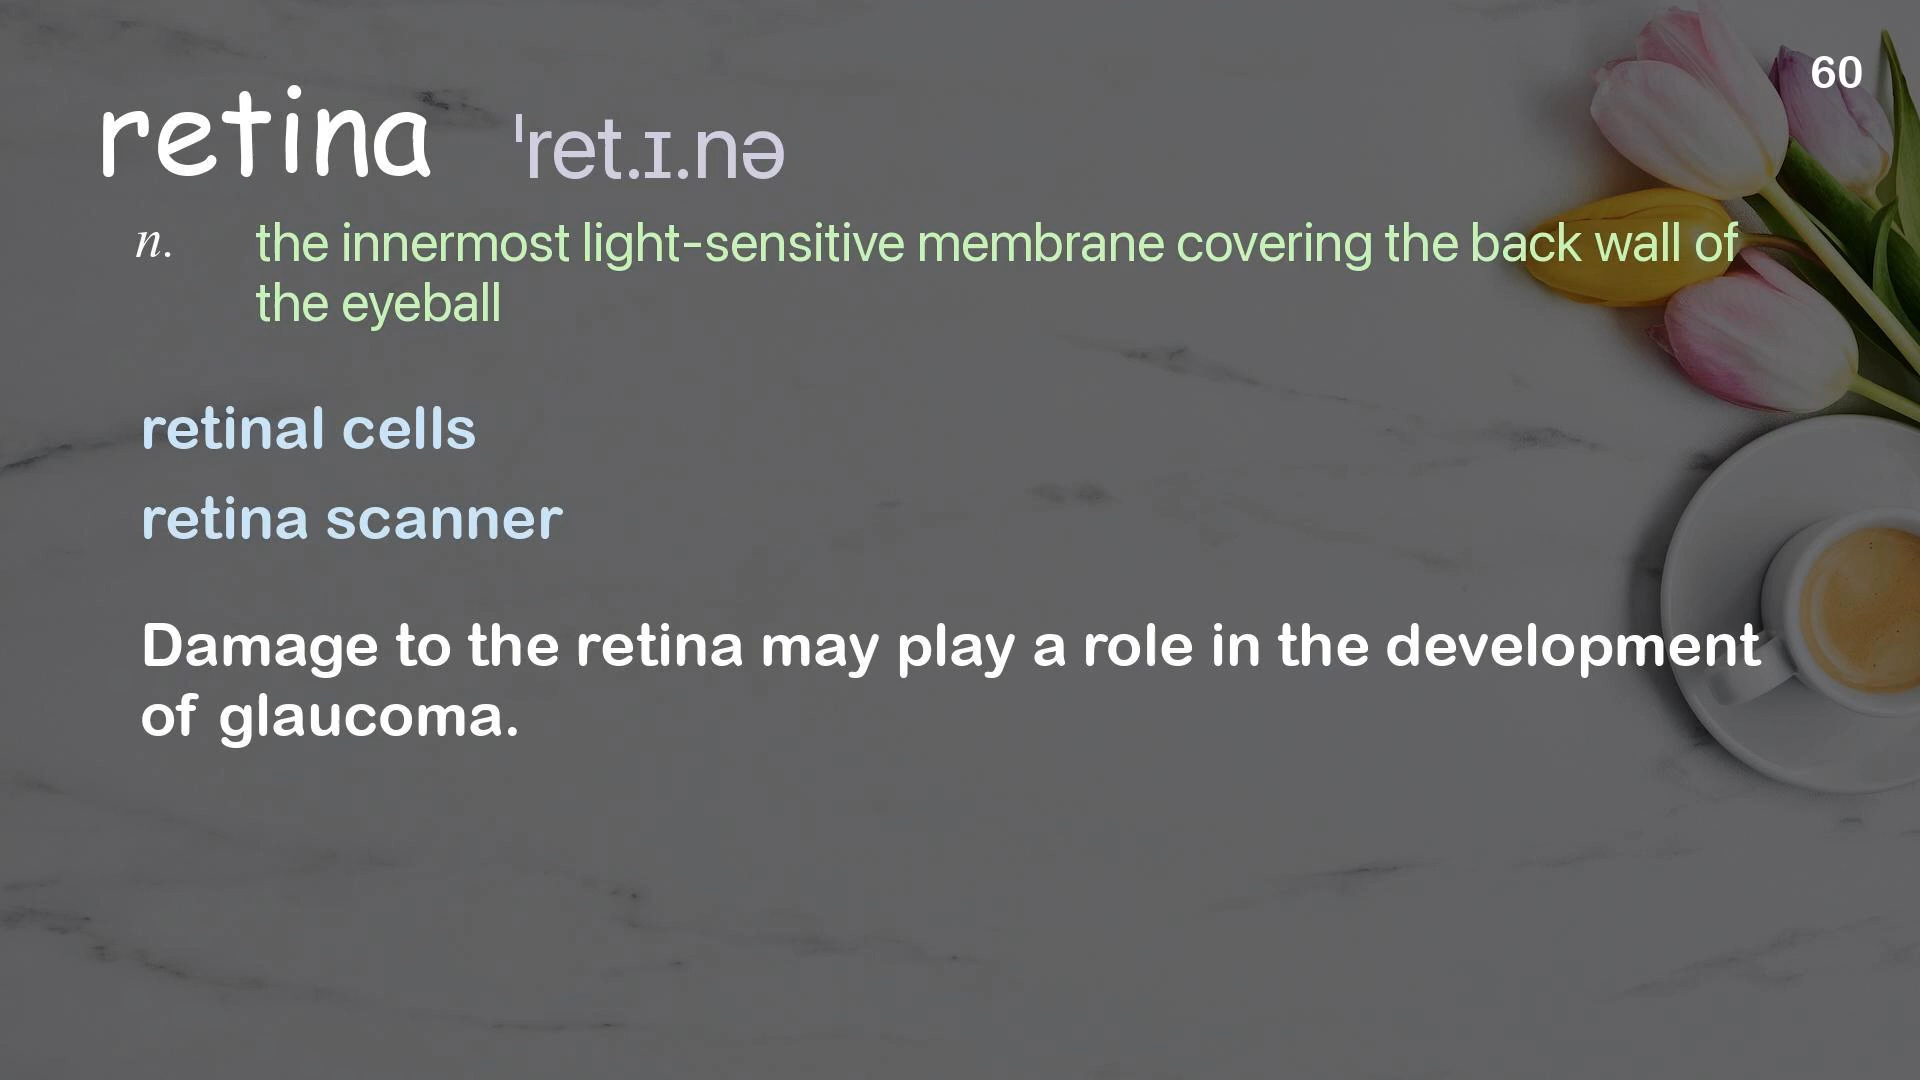 60
retina ˈret.ɪ.nə
n. the innermost light-sensitive membrane covering the back wall of
the eyeball
retinal cells
retina scanner
Damage to the retina may play a role in the development
of glaucoma.